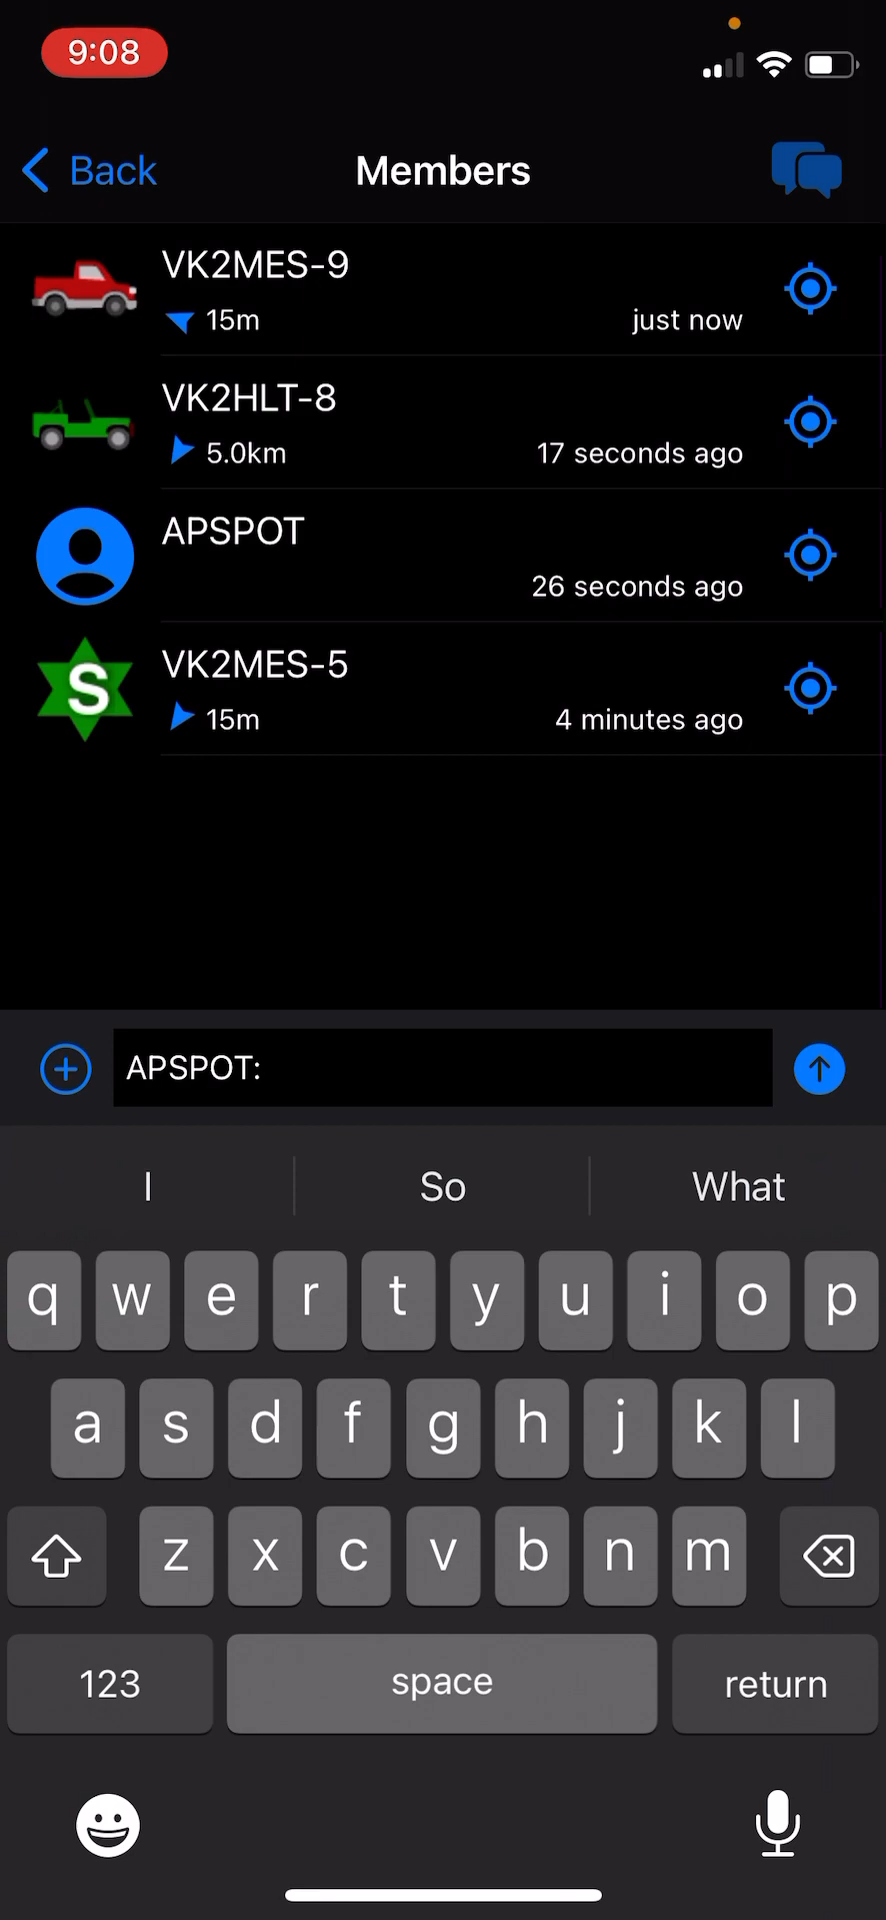 9:08
Back Members
VK2MES-9
15m just now
VK2HLT-8
5.0km 17 seconds ago
APSPOT
26 seconds ago
S
VK2MES-5
15m 4 minutes ago
APSPOT:
I So What
q w e r t y u i o p
a s d f g h j k l
z x c v b n m
123 space return